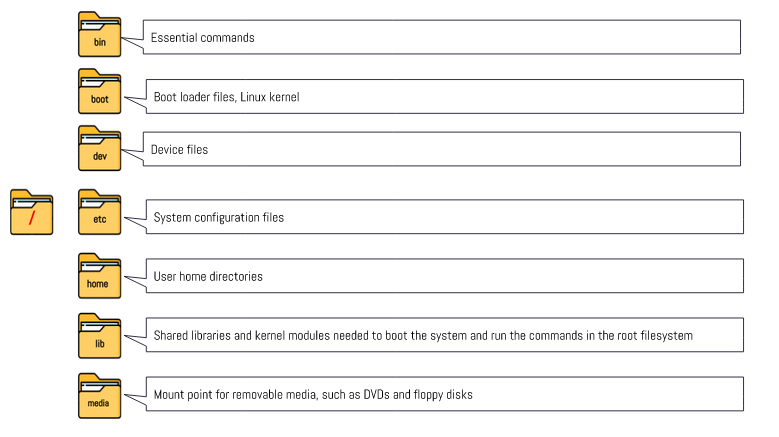 bin
Essential commands
boot
Boot loader files, Linux kernel
dev
Device files
/
etc
System configuration files
home
User home directories
lib
Shared libraries and kernel modules needed to boot the system and run the commands in the root filesystem
media
Mount point for removable media, such as DVDs and floppy disks